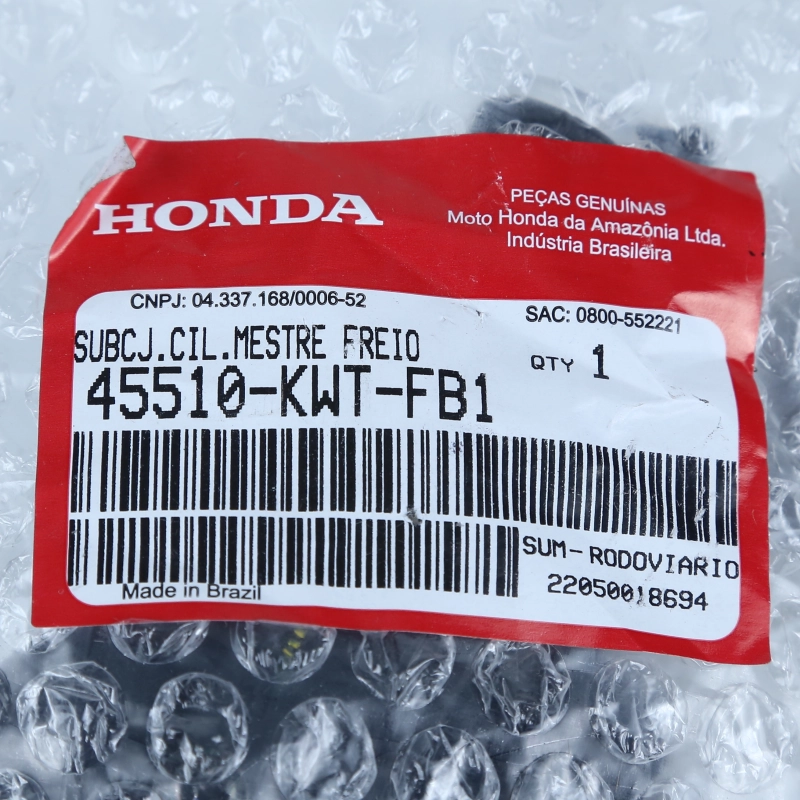 HONDA
PEÇAS GENUÍNAS
Moto Honda da Amazônia Ltda.
Indústria Brasileira
CNPJ: 04.337.168/0006-52
SAC: 0800-552221
SUBCJ.CIL.MESTRE FREIO
QTY 1
45510-KWT-FB1
SUM-RODOVIARIO
22050018694
Made in Brazil